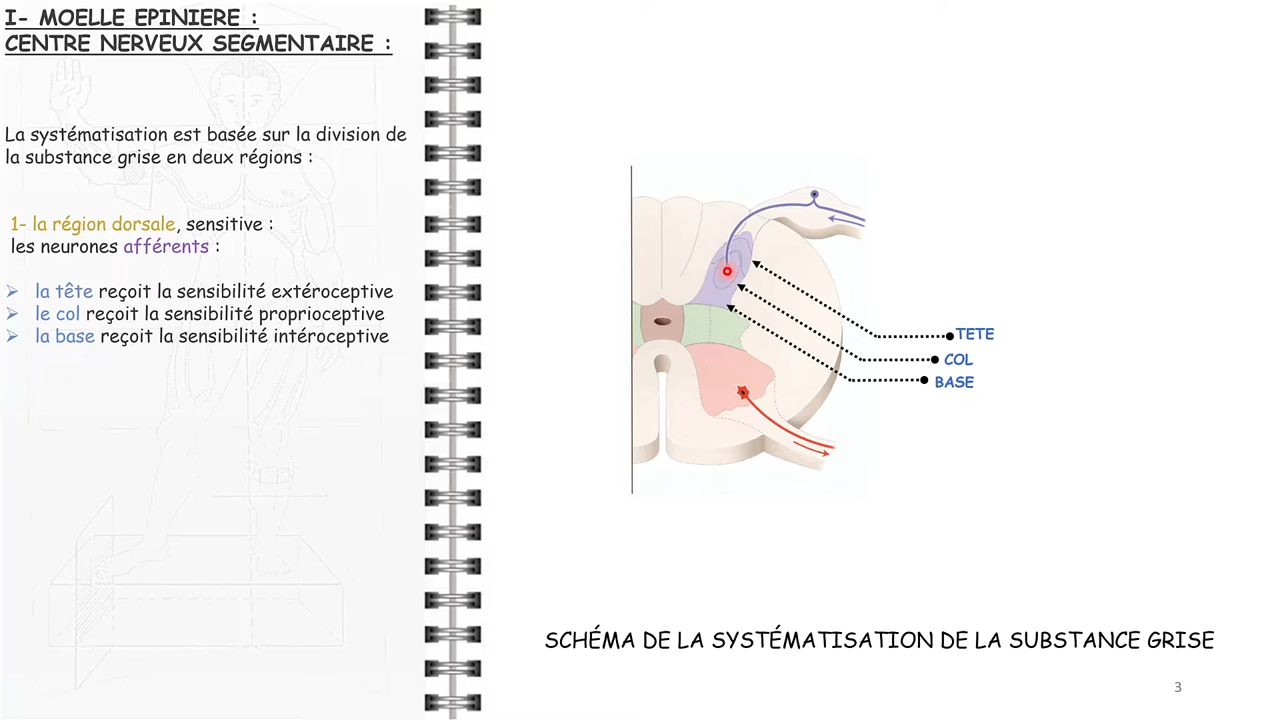 I- MOELLE EPINIERE :
CENTRE NERVEUX SEGMENTAIRE :
La systématisation est basée sur la division de
la substance grise en deux régions :
1- la région dorsale, sensitive :
les neurones afférents :
➢ la tête reçoit la sensibilité extéroceptive
➢ le col reçoit la sensibilité proprioceptive
➢ la base reçoit la sensibilité intéroceptive
TETE
COL
BASE
SCHÉMA DE LA SYSTÉMATISATION DE LA SUBSTANCE GRISE
3